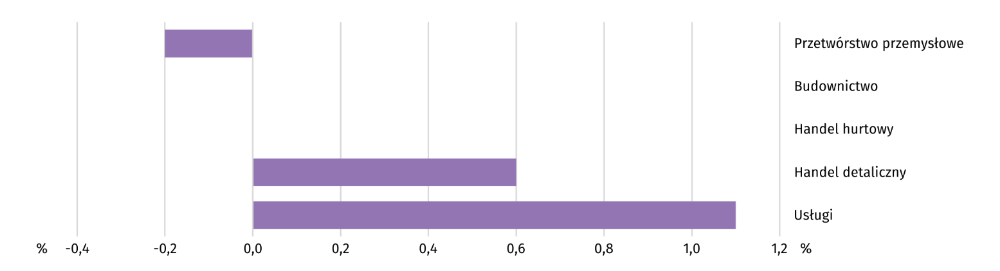 Przetwórstwo przemysłowe
Budownictwo
Handel hurtowy
Handel detaliczny
Usługi
% -0,4 -0,2 0,0 0,2 0,4 0,6 0,8 1,0 1,2 %